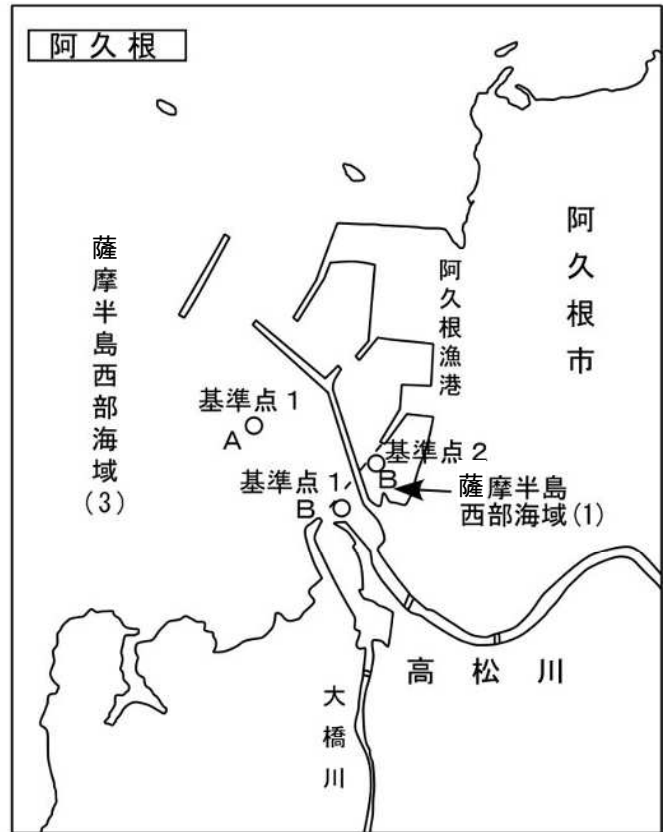 阿久根
薩摩半島西部海域(3)
阿久根市
阿久根漁港
基準点1
A
基準点2
B
基準点1
B
薩摩半島
西部海域(1)
高松川
大橋川